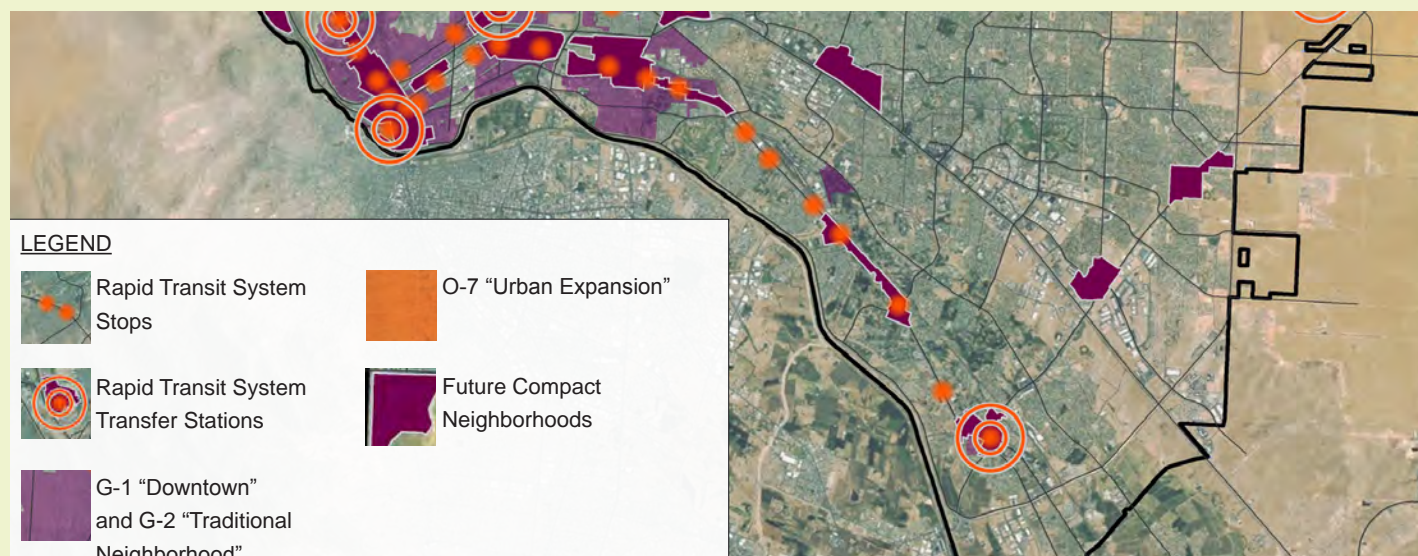 LEGEND
Rapid Transit System
Stops
O-7 “Urban Expansion”
Rapid Transit System
Transfer Stations
Future Compact
Neighborhoods
G-1 “Downtown”
and G-2 “Traditional
Neighborhood”